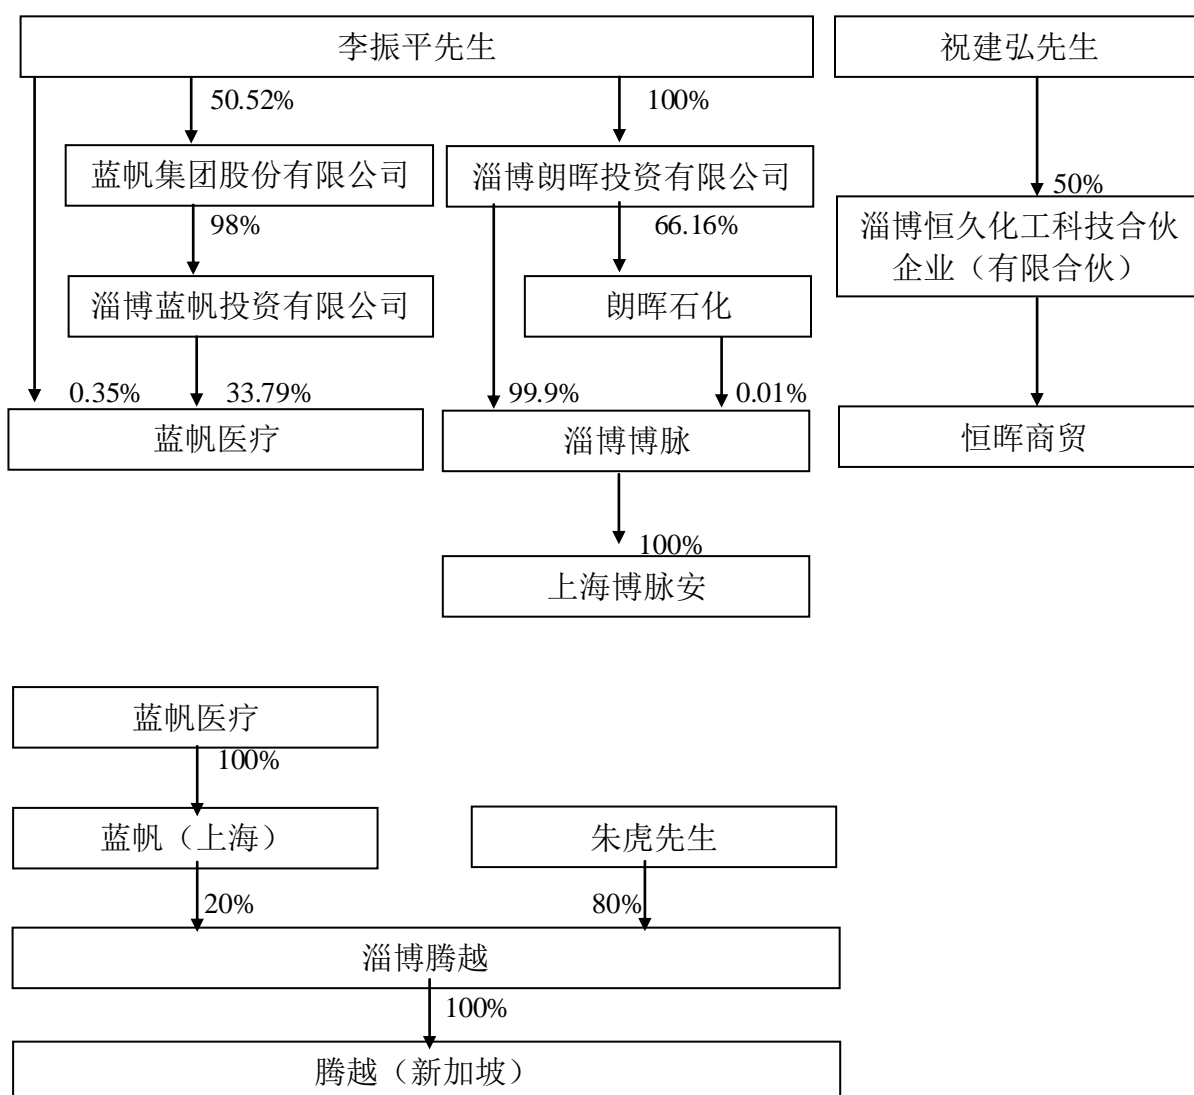 李振平先生
祝建弘先生
50.52%
100%
蓝帆集团股份有限公司
淄博朗晖投资有限公司
50%
98%
66.16%
淄博恒久化工科技合伙
企业（有限合伙）
淄博蓝帆投资有限公司
朗晖石化
0.35%
33.79%
99.9%
0.01%
蓝帆医疗
淄博博脉
恒晖商贸
100%
上海博脉安
蓝帆医疗
100%
蓝帆（上海）
朱虎先生
20%
80%
淄博腾越
100%
腾越（新加坡）